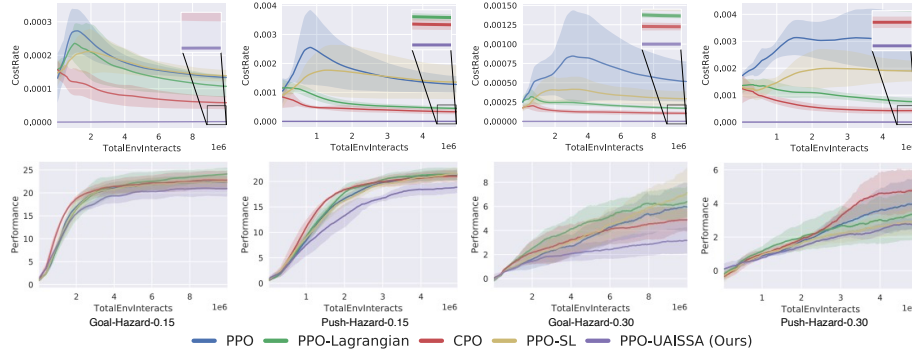 CostRate
0,0003
0,0002
0,0001
0,0000
2 4 6 8
1e6
TotalEnvInteracts
CostRate
0.004
0.003
0.002
0.001
0.000
1 2 3 4
1e6
TotalEnvInteracts
CostRate
0.0015
0.00125
0.00075
0.00050
0.00024
0.0000
2 4 6 8
1e6
TotalEnvInteracts
CostRate
0.004
0.003
0.002
0.001
0.000
1 2 3 4
1e6
TotalEnvInteracts
Performance
25
20
15
10
5
0
2 4 6 8
1e6
TotalEnvInteracts
Goal-Hazard-0.15
Performance
20
10
0
1 2 3 4
1e6
TotalEnvInteracts
Push-Hazard-0.15
Performance
8
6
4
2
0
2 4 6 8
1e6
TotalEnvInteracts
Goal-Hazard-0.30
Performance
6
4
2
0
1 2 3 4
1e6
TotalEnvInteracts
Push-Hazard-0.30
PPO PPO-Lagrangian CPO PPO-SL PPO-UAISSA (Ours)